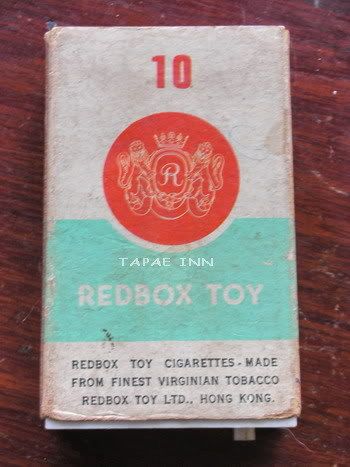 10
R
TAPAE INN
REDBOX TOY
REDBOX TOY CIGARETTES - MADE
FROM FINEST VIRGINIAN TOBACCO
REDBOX TOY LTD., HONG KONG.